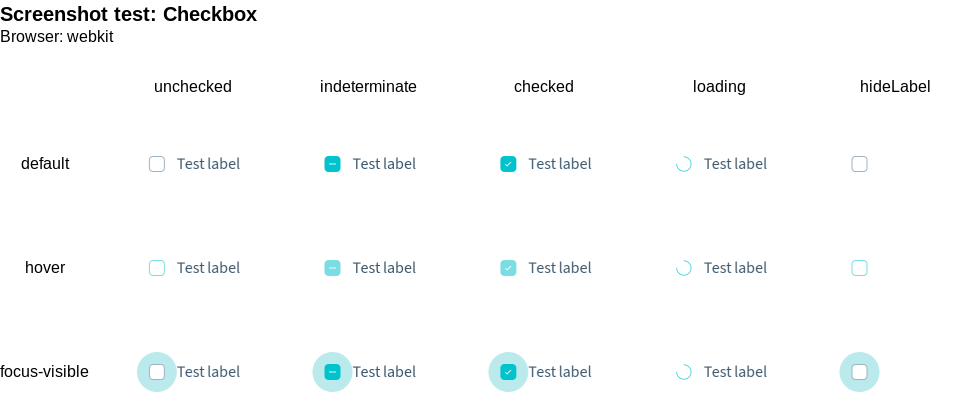 Screenshot test: Checkbox
Browser: webkit
unchecked indeterminate checked loading hideLabel
default Test label Test label Test label Test label
hover Test label Test label Test label Test label
focus-visible Test label Test label Test label Test label